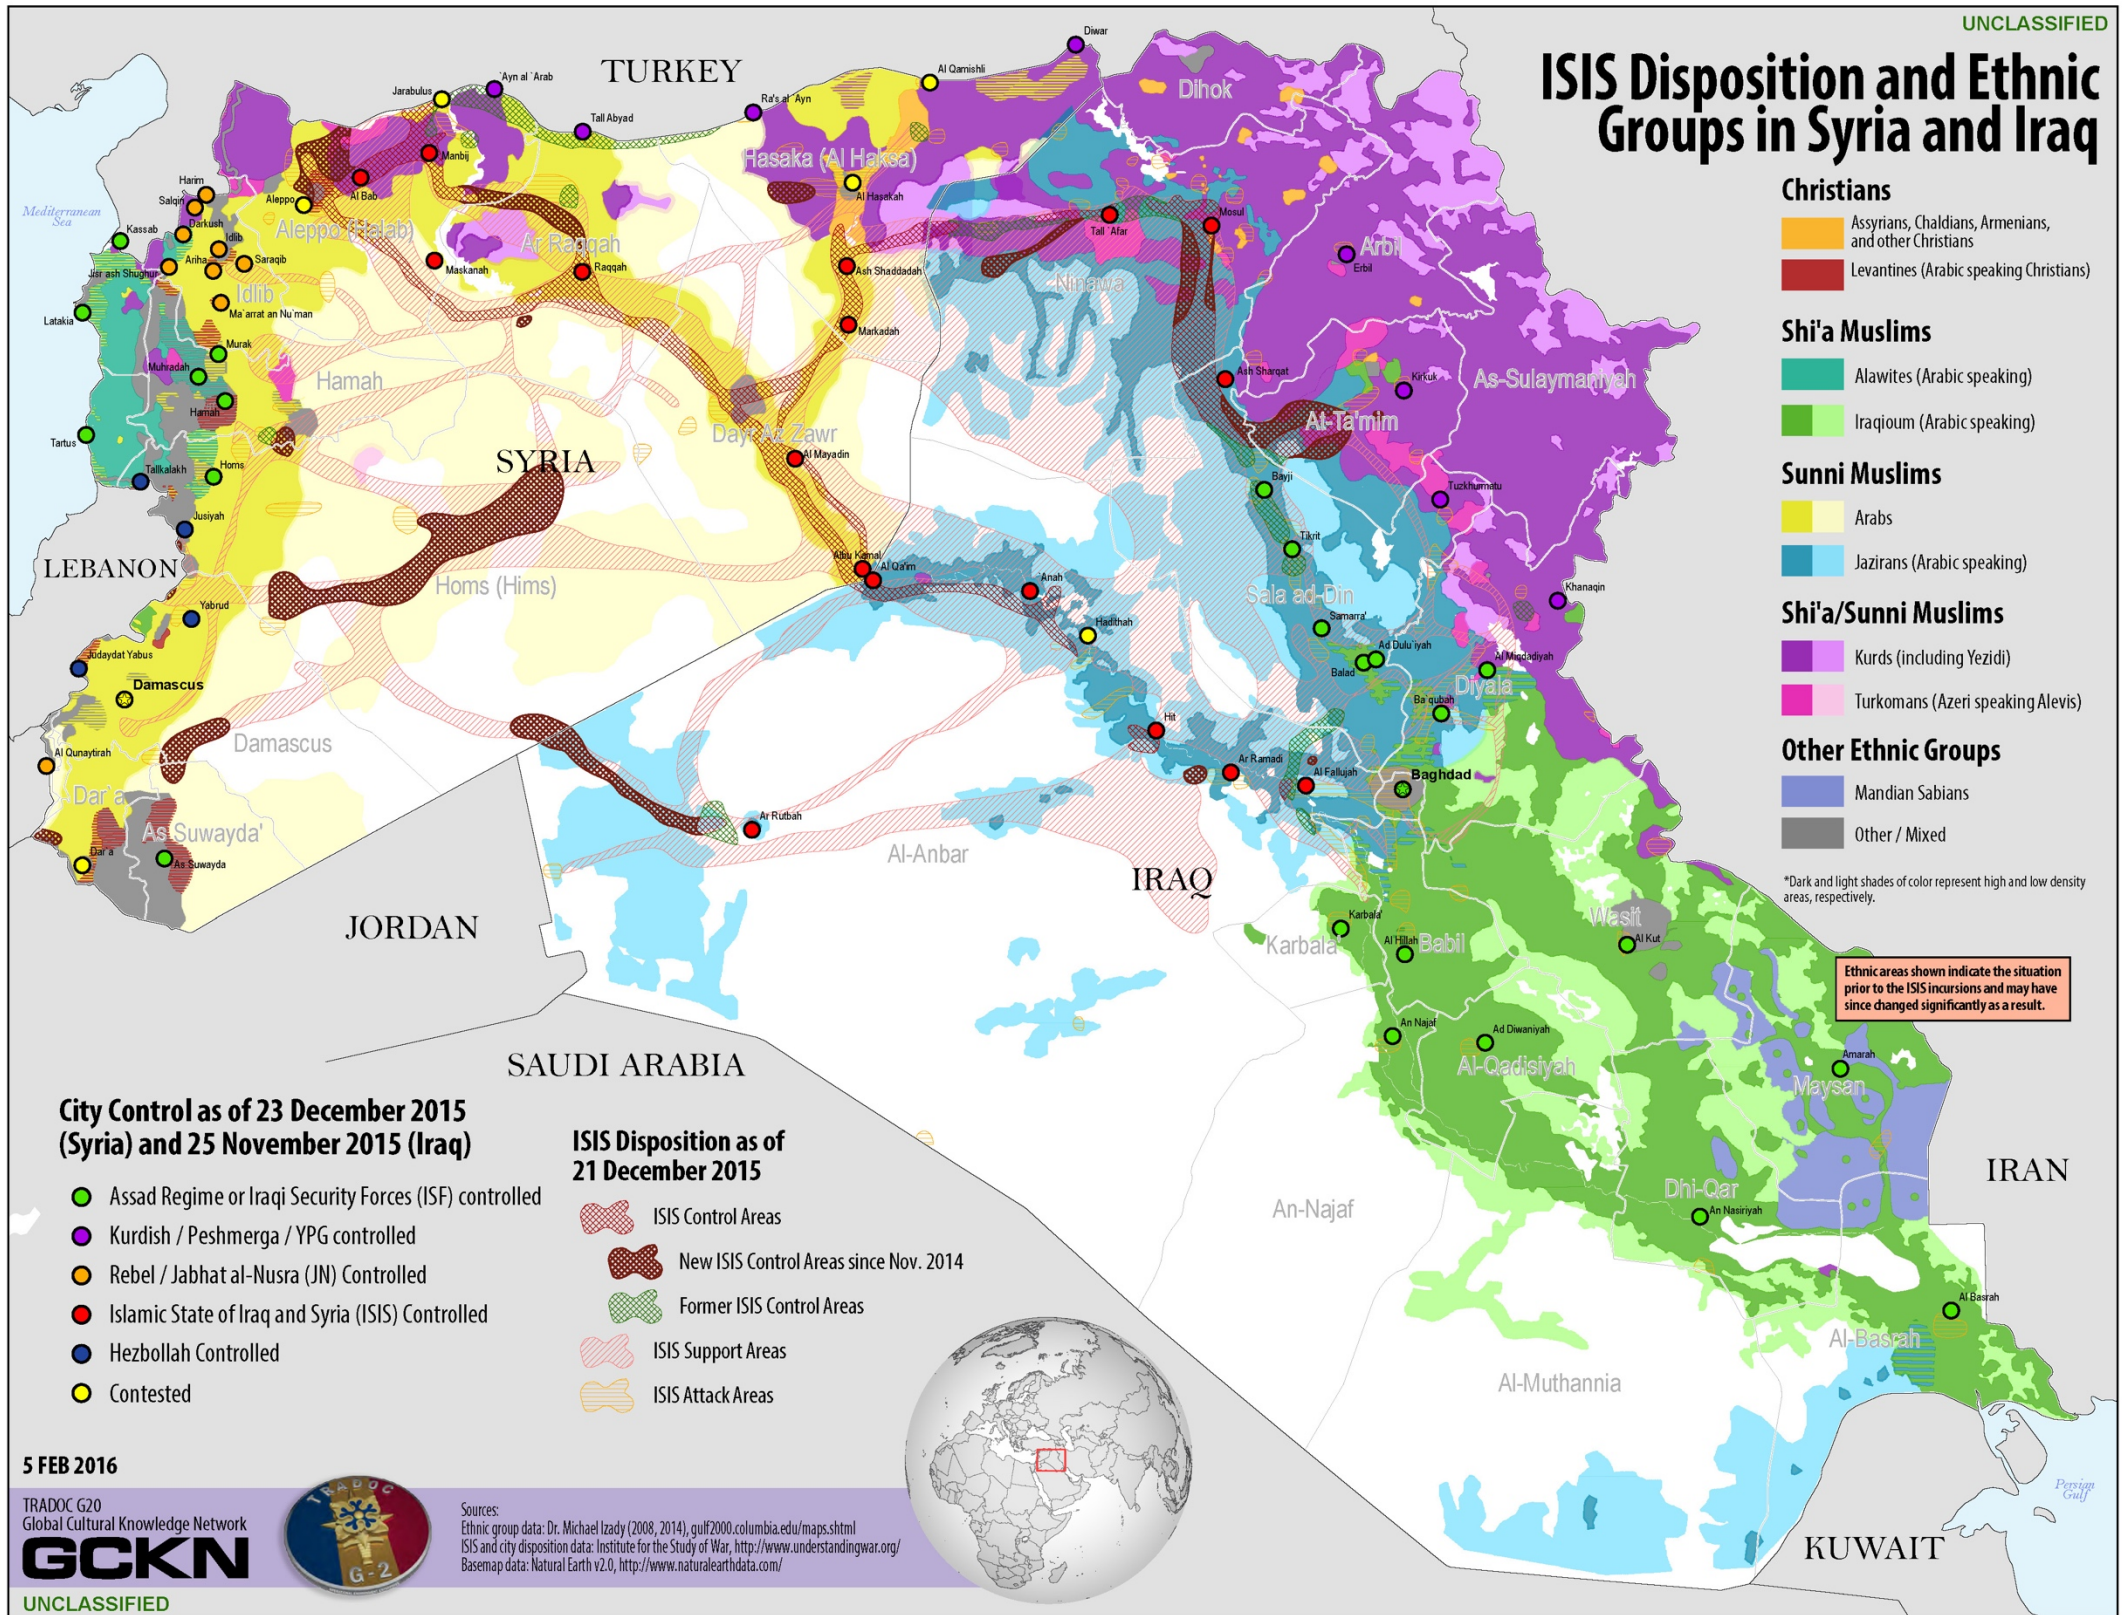 UNCLASSIFIED
ISIS Disposition and Ethnic
Groups in Syria and Iraq
Christians
Assyrians, Chaldians, Armenians,
and other Christians
Levantines (Arabic speaking Christians)
Shi'a Muslims
Alawites (Arabic speaking)
Iraqioum (Arabic speaking)
Sunni Muslims
Arabs
Jazirans (Arabic speaking)
Shi'a/Sunni Muslims
Kurds (including Yezidi)
Turkomans (Azeri speaking Alevis)
Other Ethnic Groups
Mandian Sabians
Other / Mixed
*Dark and light shades of color represent high and low density
areas, respectively.
Ethnic areas shown indicate the situation
prior to the ISIS incursions and may have
since changed significantly as a result.
TURKEY
Mediterranean
Sea
SYRIA
LEBANON
JORDAN
SAUDI ARABIA
IRAQ
IRAN
KUWAIT
Persian
Gulf
Diwar
Al Qamishli
`Ayn al `Arab
Jarabulus
Ra's al `Ayn
Tall Abyad
Manbij
Al Bab
Aleppo
Harim
Salqin
Darkush
Idlib
Kassab
Jisr ash Shughur
Ariha
Saraqib
Ma`arrat an Nu`man
Latakia
Murak
Muhradah
Hamah
Tartus
Tallkalakh
Homs
Jusiyah
Yabrud
Judaydat Yabus
Damascus
Al Qunaytirah
Dar`a
As Suwayda
Maskanah
Raqqah
Al Hasakah
Ash Shaddadah
Markadah
Al Mayadin
Albu Kamal
Al Qa'im
Tall `Afar
Mosul
Erbil
Ash Sharqat
Kirkuk
Bayji
Tuzkhurmatu
Tikrit
Khanaqin
Samarra'
Ad Dulu`iyah
Balad
Al Miqdadiyah
Ba`qubah
Baghdad
`Anah
Hadithah
Hit
Ar Ramadi
Al Fallujah
Ar Rutbah
Karbala'
Al Hillah
Al Kut
An Najaf
Ad Diwaniyah
Amarah
An Nasiriyah
Al Basrah
Hasaka (Al Haksa)
Aleppo (Halab)
Ar Raqqah
Idlib
Hamah
Dayr Az Zawr
Homs (Hims)
Damascus
Dar'a
As Suwayda'
Dihok
Arbil
Ninawa
As-Sulaymaniyah
At-Ta'mim
Sala ad-Din
Diyala
Al-Anbar
Karbala'
Babil
Wasit
Al-Qadisiyah
Maysan
Dhi-Qar
An-Najaf
Al-Muthannia
Al-Basrah
City Control as of 23 December 2015
(Syria) and 25 November 2015 (Iraq)
Assad Regime or Iraqi Security Forces (ISF) controlled
Kurdish / Peshmerga / YPG controlled
Rebel / Jabhat al-Nusra (JN) Controlled
Islamic State of Iraq and Syria (ISIS) Controlled
Hezbollah Controlled
Contested
ISIS Disposition as of
21 December 2015
ISIS Control Areas
New ISIS Control Areas since Nov. 2014
Former ISIS Control Areas
ISIS Support Areas
ISIS Attack Areas
5 FEB 2016
TRADOC G20
Global Cultural Knowledge Network
GCKN
TRADOC
G-2
Sources:
Ethnic group data: Dr. Michael Izady (2008, 2014), gulf2000.columbia.edu/maps.shtml
ISIS and city disposition data: Institute for the Study of War, http://www.understandingwar.org/
Basemap data: Natural Earth v2.0, http://www.naturalearthdata.com/
UNCLASSIFIED